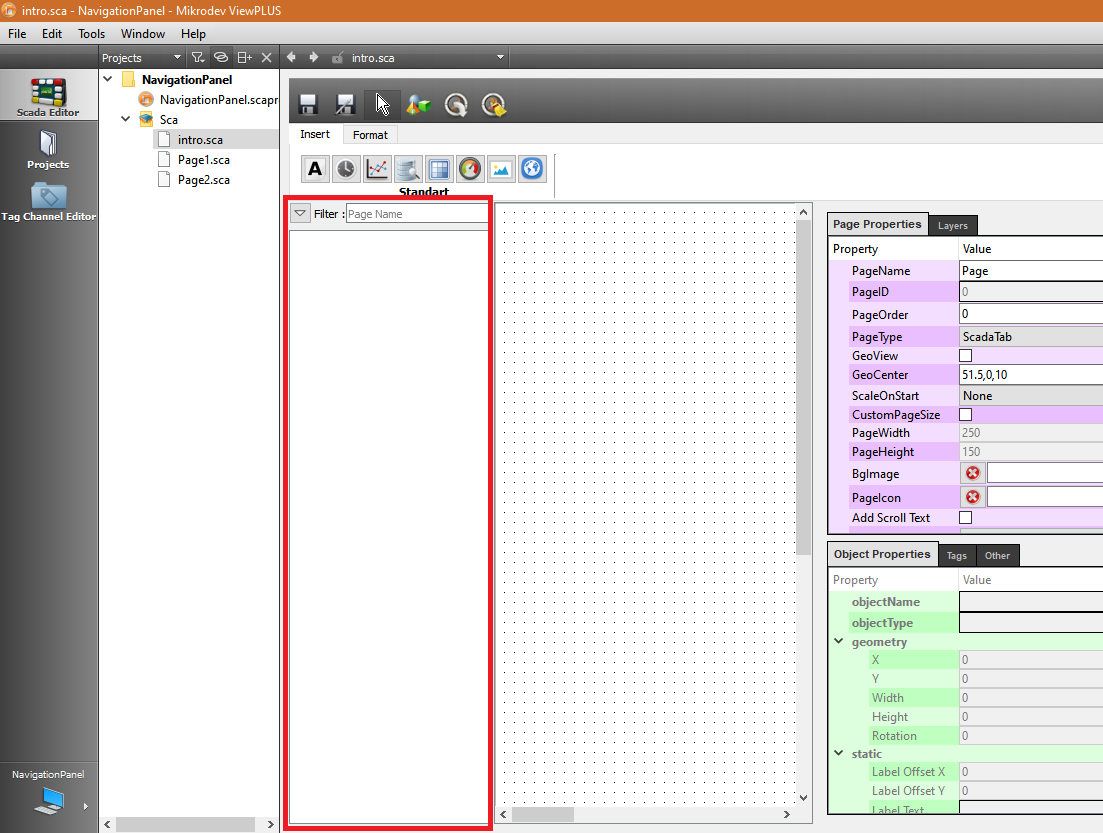 intro.sca - NavigationPanel - Mikrodev ViewPLUS
File Edit Tools Window Help
Projects
intro.sca
Scada Editor
Projects
Tag Channel Editor
NavigationPanel
NavigationPanel
NavigationPanel.scapr
Sca
intro.sca
Page1.sca
Page2.sca
Insert Format
A
Standart
Filter : Page Name
Page Properties Layers
Property Value
PageName Page
PageID 0
PageOrder 0
PageType ScadaTab
GeoView
GeoCenter 51.5,0,10
ScaleOnStart None
CustomPageSize
PageWidth 250
PageHeight 150
BgImage
PageIcon
Add Scroll Text
Object Properties Tags Other
Property Value
objectName
objectType
geometry
X 0
Y 0
Width 0
Height 0
Rotation 0
static
Label Offset X 0
Label Offset Y 0
Label Text